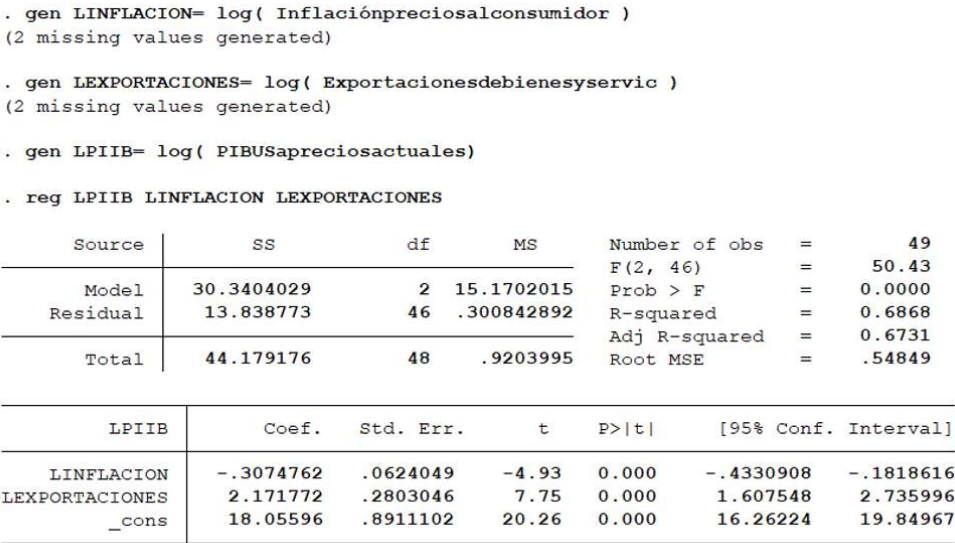 . gen LINFLACION= log( Inflaciónpreciosalconsumidor )
(2 missing values generated)
. gen LEXPORTACIONES= log( Exportacionesdebienesyservic )
(2 missing values generated)
. gen LPIIB= log( PIBUSapreciosactuales)
. reg LPIIB LINFLACION LEXPORTACIONES
Source SS df MS Number of obs = 49
F(2, 46) = 50.43
Model 30.3404029 2 15.1702015 Prob > F = 0.0000
Residual 13.838773 46 .300842892 R-squared = 0.6868
Adj R-squared = 0.6731
Total 44.179176 48 .9203995 Root MSE = .54849
LPIIB Coef. Std. Err. t P>|t| [95% Conf. Interval]
LINFLACION -.3074762 .0624049 -4.93 0.000 -.4330908 -.1818616
LEXPORTACIONES 2.171772 .2803046 7.75 0.000 1.607548 2.735996
_cons 18.05596 .8911102 20.26 0.000 16.26224 19.84967